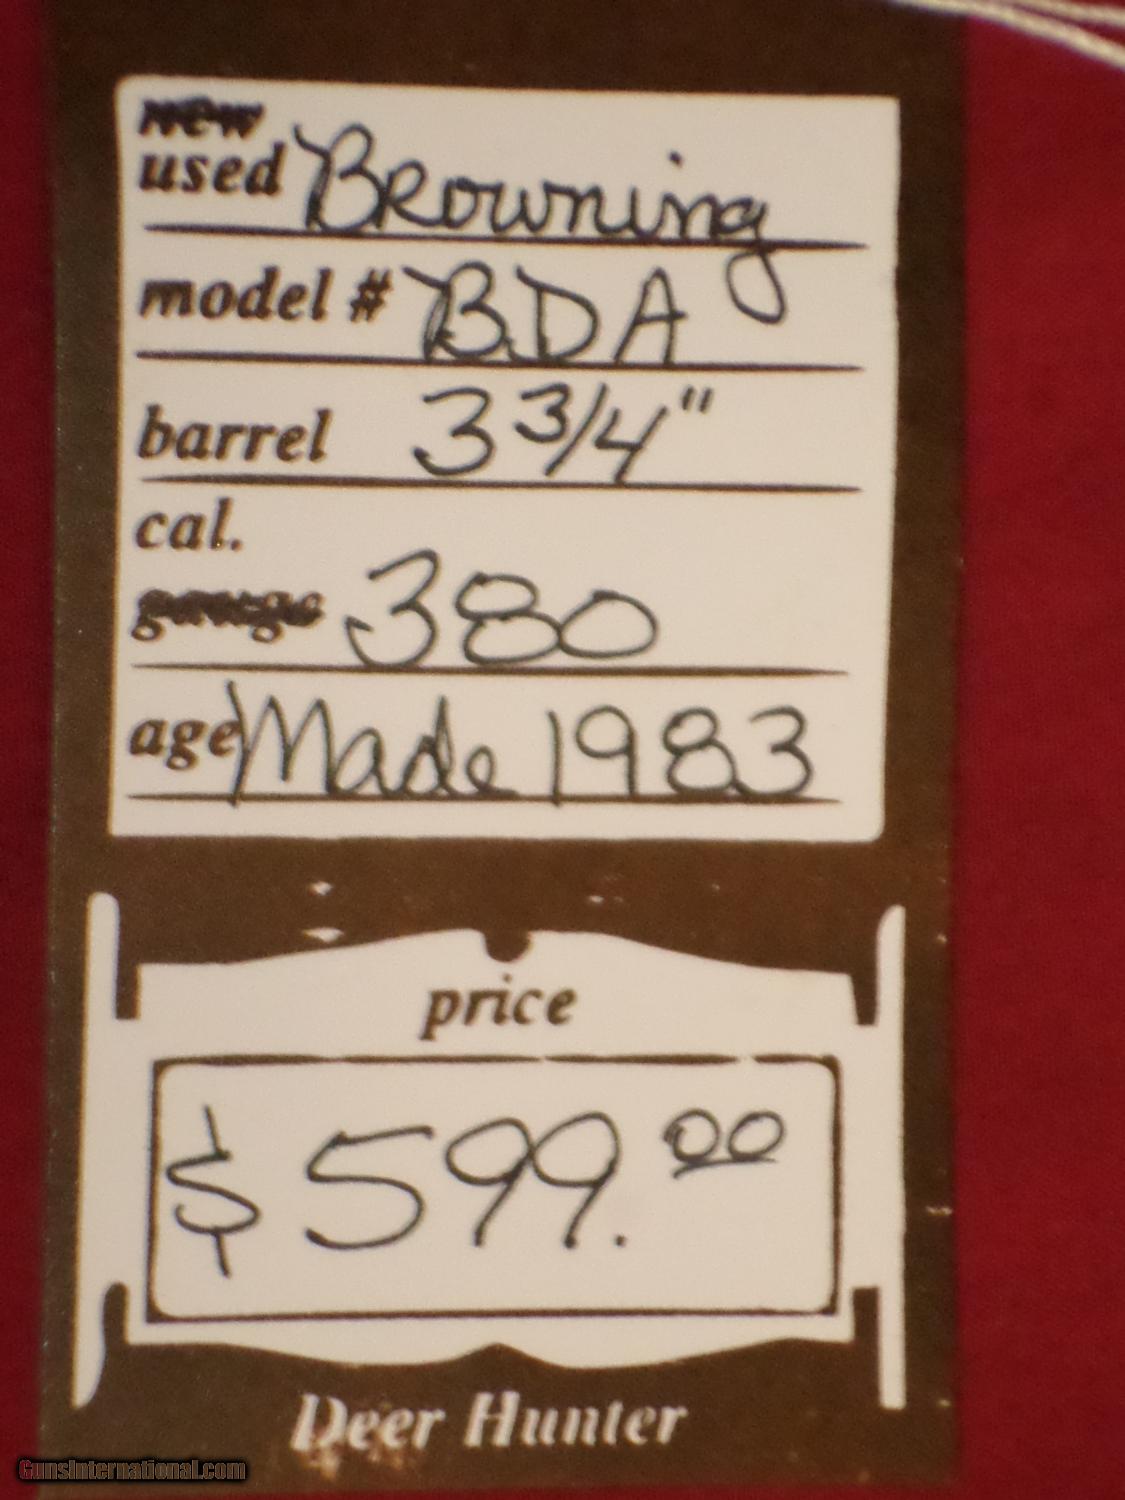 new
used Browning
model # BDA
barrel 3 3/4"
cal.
gauge 380
age Made 1983
price
$ 599.00
Deer Hunter
GunsInternational.com